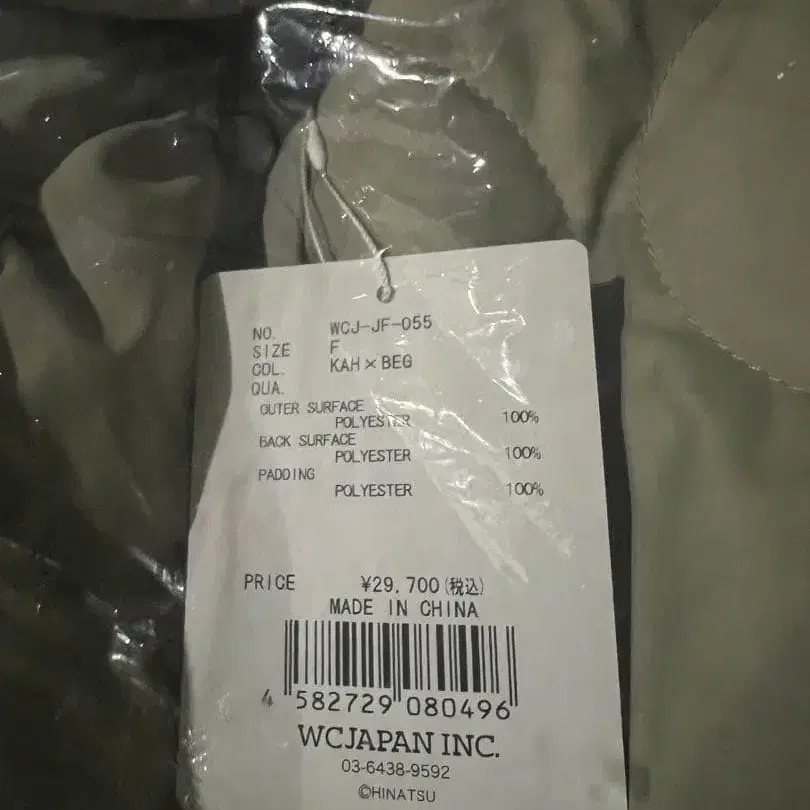 NO. WCJ-JF-055
SIZE F
COL. KAH×BEG
QUA.
OUTER SURFACE
POLYESTER 100%
BACK SURFACE
POLYESTER 100%
PADDING
POLYESTER 100%
PRICE ¥29,700(税込)
MADE IN CHINA
4 582729 080496
WCJAPAN INC.
03-6438-9592
©HINATSU